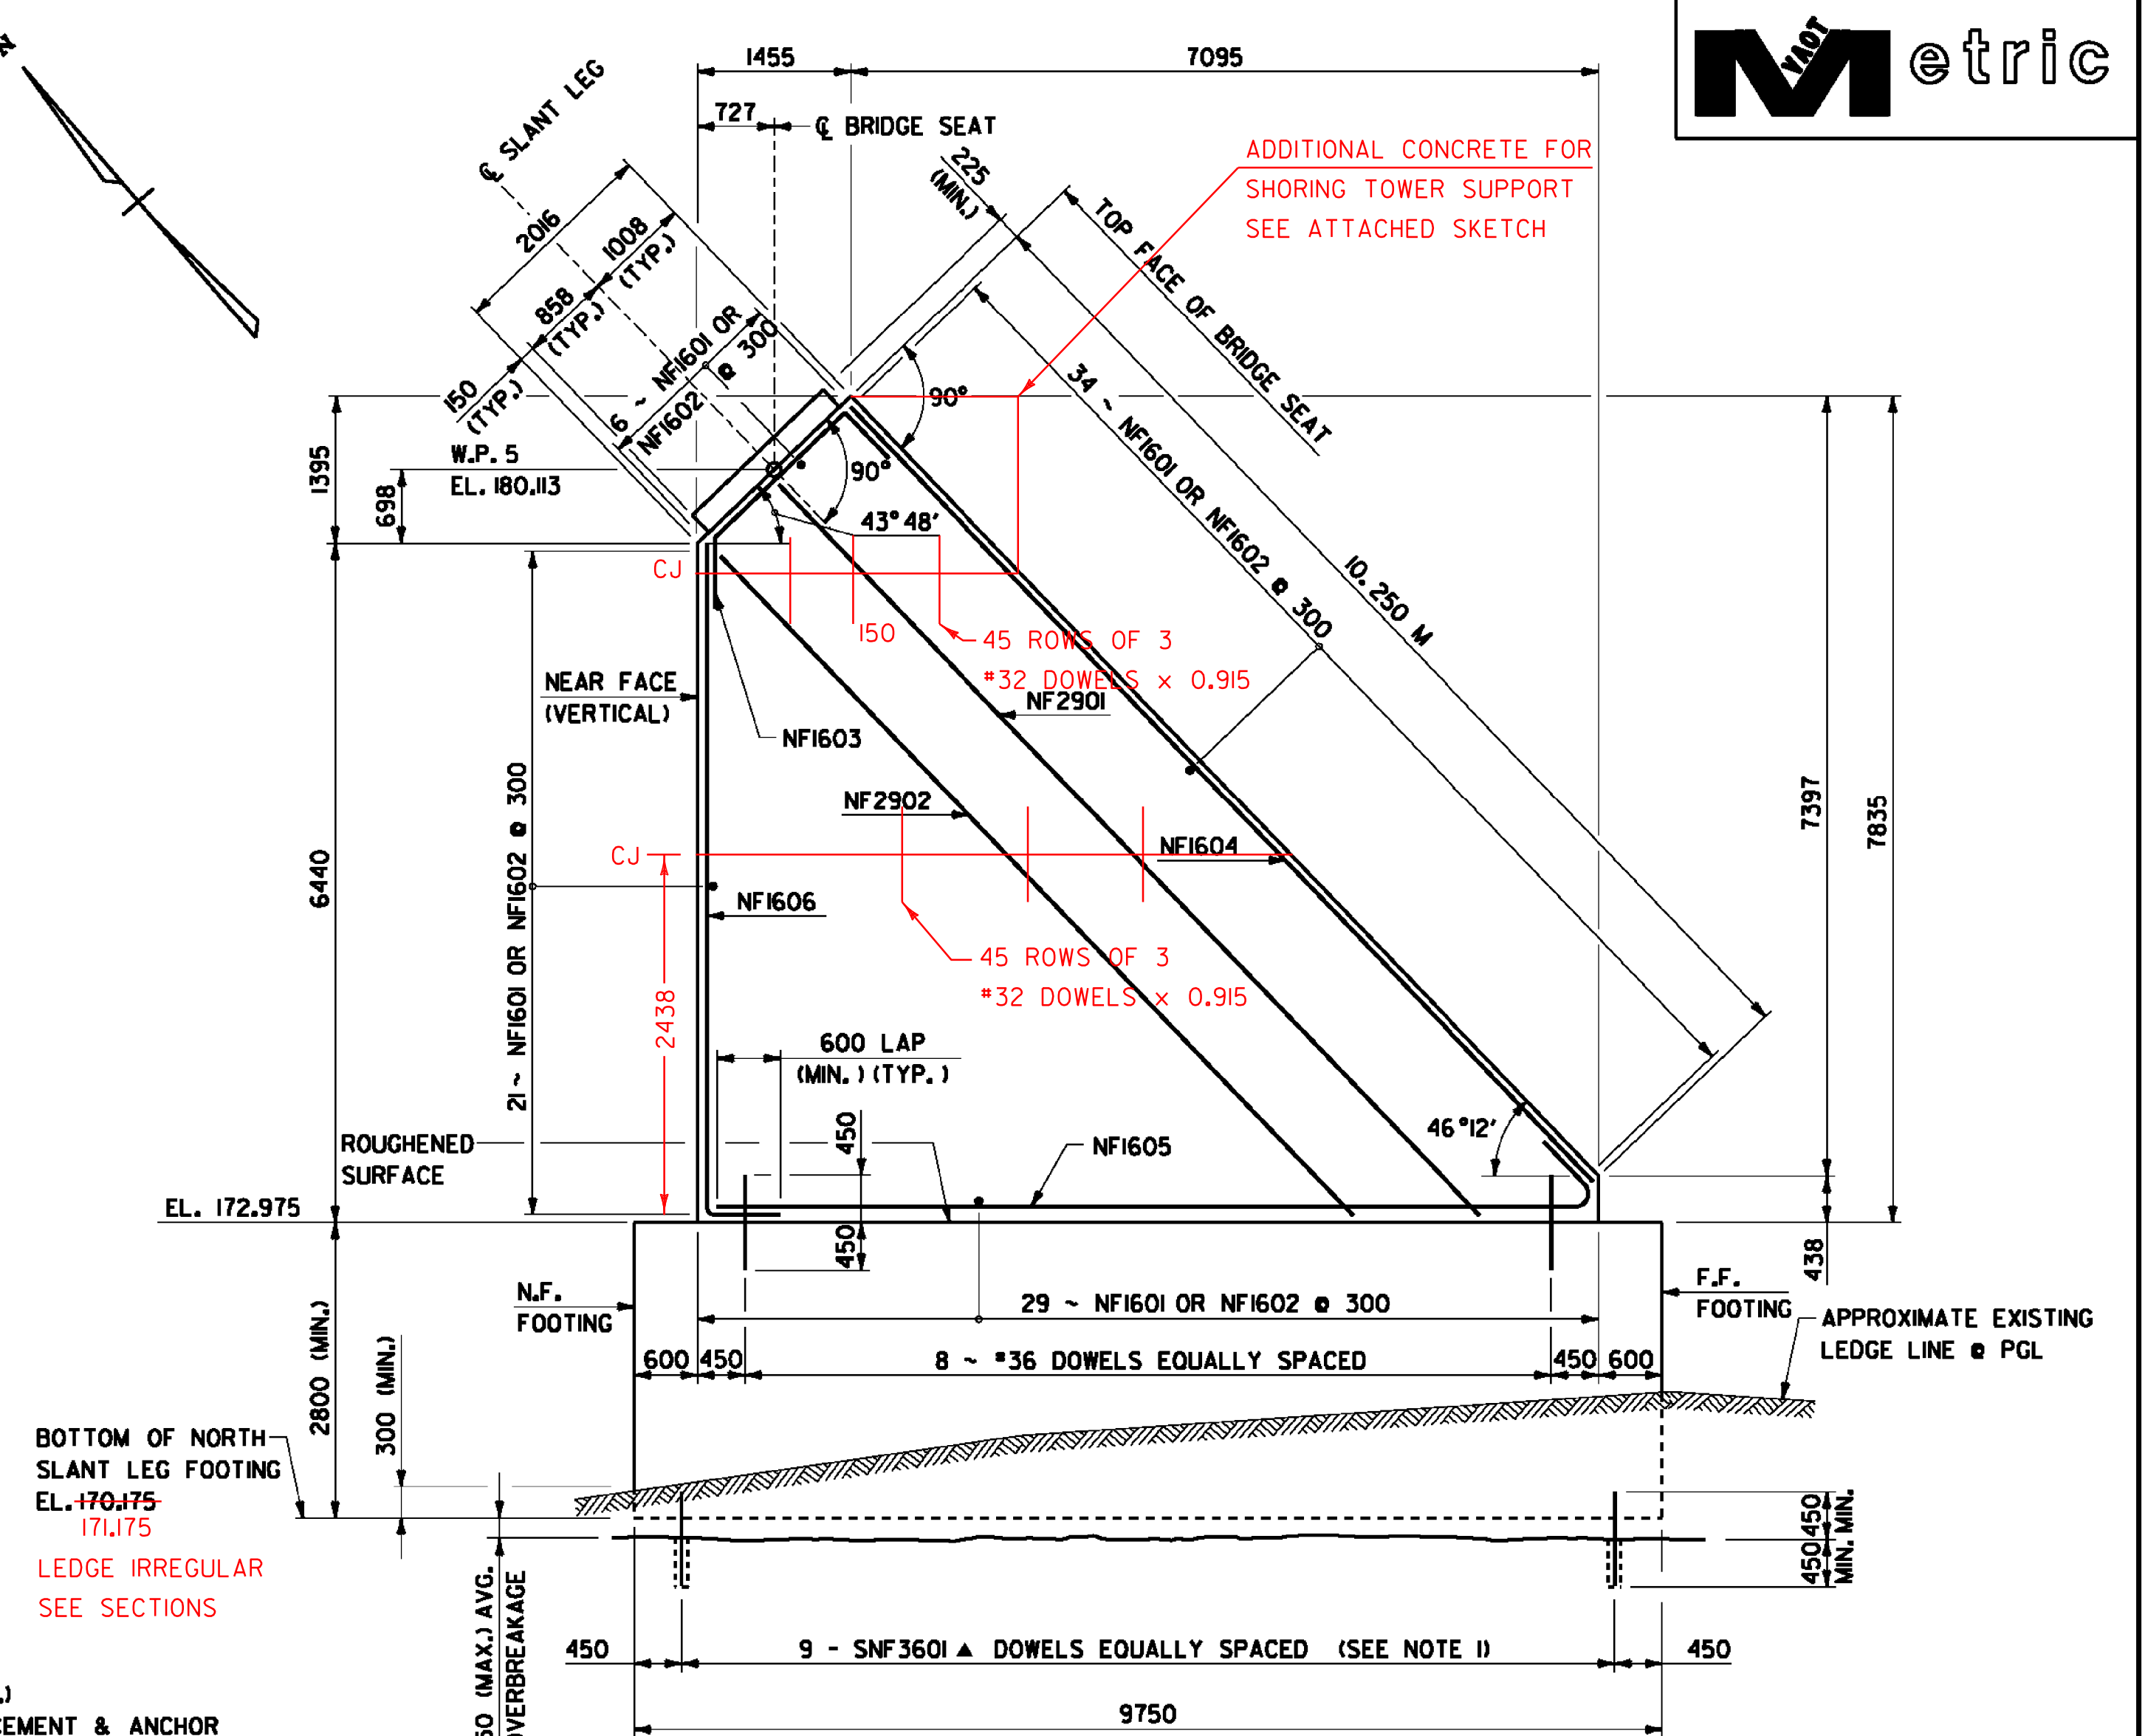 N
VAOT
Metric
1455
7095
727
℄ BRIDGE SEAT
℄ SLANT LEG
225
(MIN.)
ADDITIONAL CONCRETE FOR
SHORING TOWER SUPPORT
SEE ATTACHED SKETCH
TOP FACE OF BRIDGE SEAT
2016
1008
(TYP.)
858
(TYP.)
150
(TYP.)
6 ~ NF1601 OR
NF1602 @ 300
90°
34 ~ NF1601 OR NF1602 @ 300
10.250 M
W.P. 5
EL. 180.113
90°
43°48'
1395
698
CJ
150
45 ROWS OF 3
#32 DOWELS x 0.915
NEAR FACE
(VERTICAL)
NF2901
NF1603
NF2902
NF1604
7397
7835
CJ
6440
21 ~ NF1601 OR NF1602 @ 300
NF1606
45 ROWS OF 3
#32 DOWELS x 0.915
2438
600 LAP
(MIN.) (TYP.)
450
46°12'
ROUGHENED
SURFACE
NF1605
EL. 172.975
450
438
N.F.
FOOTING
29 ~ NF1601 OR NF1602 @ 300
F.F.
FOOTING
APPROXIMATE EXISTING
LEDGE LINE @ PGL
600 450
8 ~ #36 DOWELS EQUALLY SPACED
450 600
2800 (MIN.)
300 (MIN.)
BOTTOM OF NORTH
SLANT LEG FOOTING
EL. 170.175
171.175
LEDGE IRREGULAR
SEE SECTIONS
450 MIN.
450 MIN.
(MAX.) AVG.
OVERBREAKAGE
450
9 - SNF3601 ▲ DOWELS EQUALLY SPACED (SEE NOTE 1)
450
9750
& ANCHOR